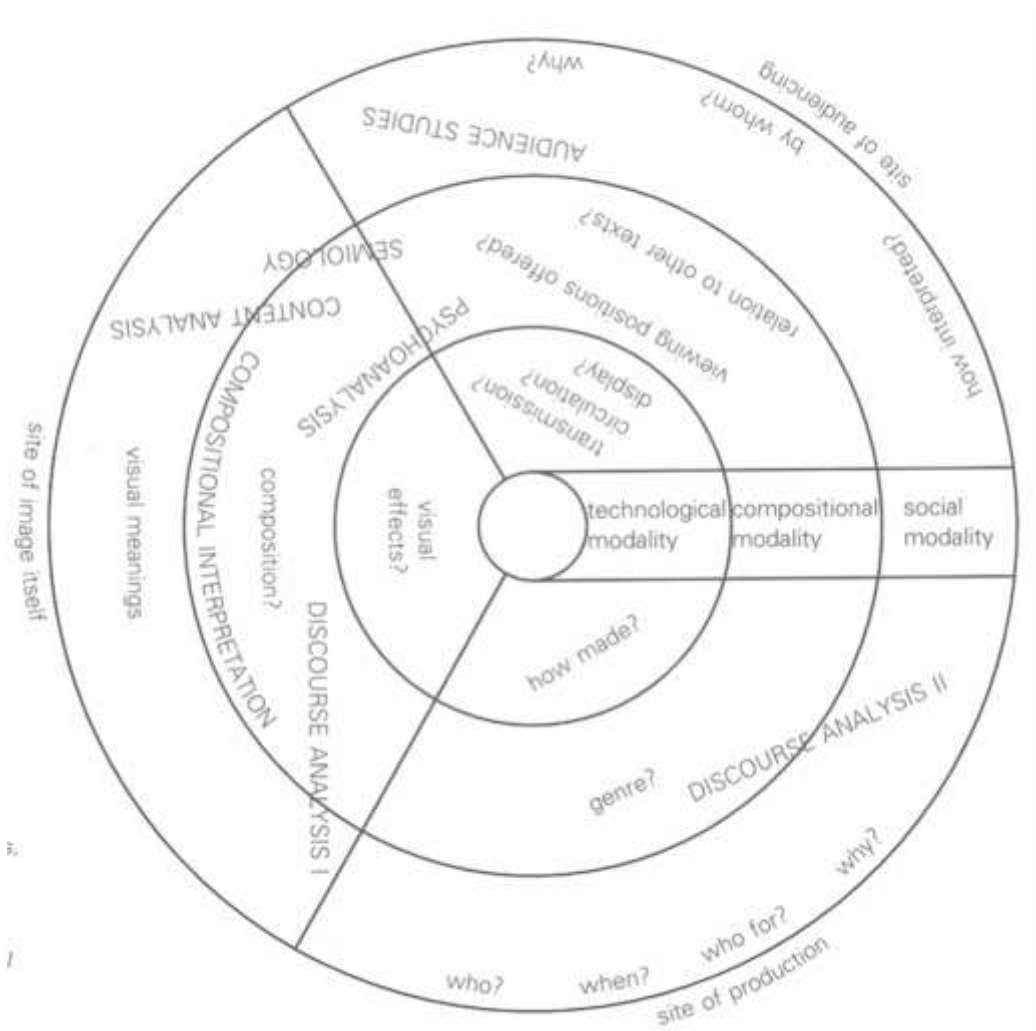 site of audiencing
why?
by whom?
how interpreted?
AUDIENCE STUDIES
relation to other texts?
viewing positions offered?
display?
circulation?
transmission?
SEMIOLOGY
CONTENT ANALYSIS
PSYCHOANALYSIS
COMPOSITIONAL INTERPRETATION
DISCOURSE ANALYSIS I
site of image itself
visual meanings
composition?
visual
effects?
technological
modality
compositional
modality
social
modality
how made?
genre?
DISCOURSE ANALYSIS II
who?
when?
who for?
why?
site of production